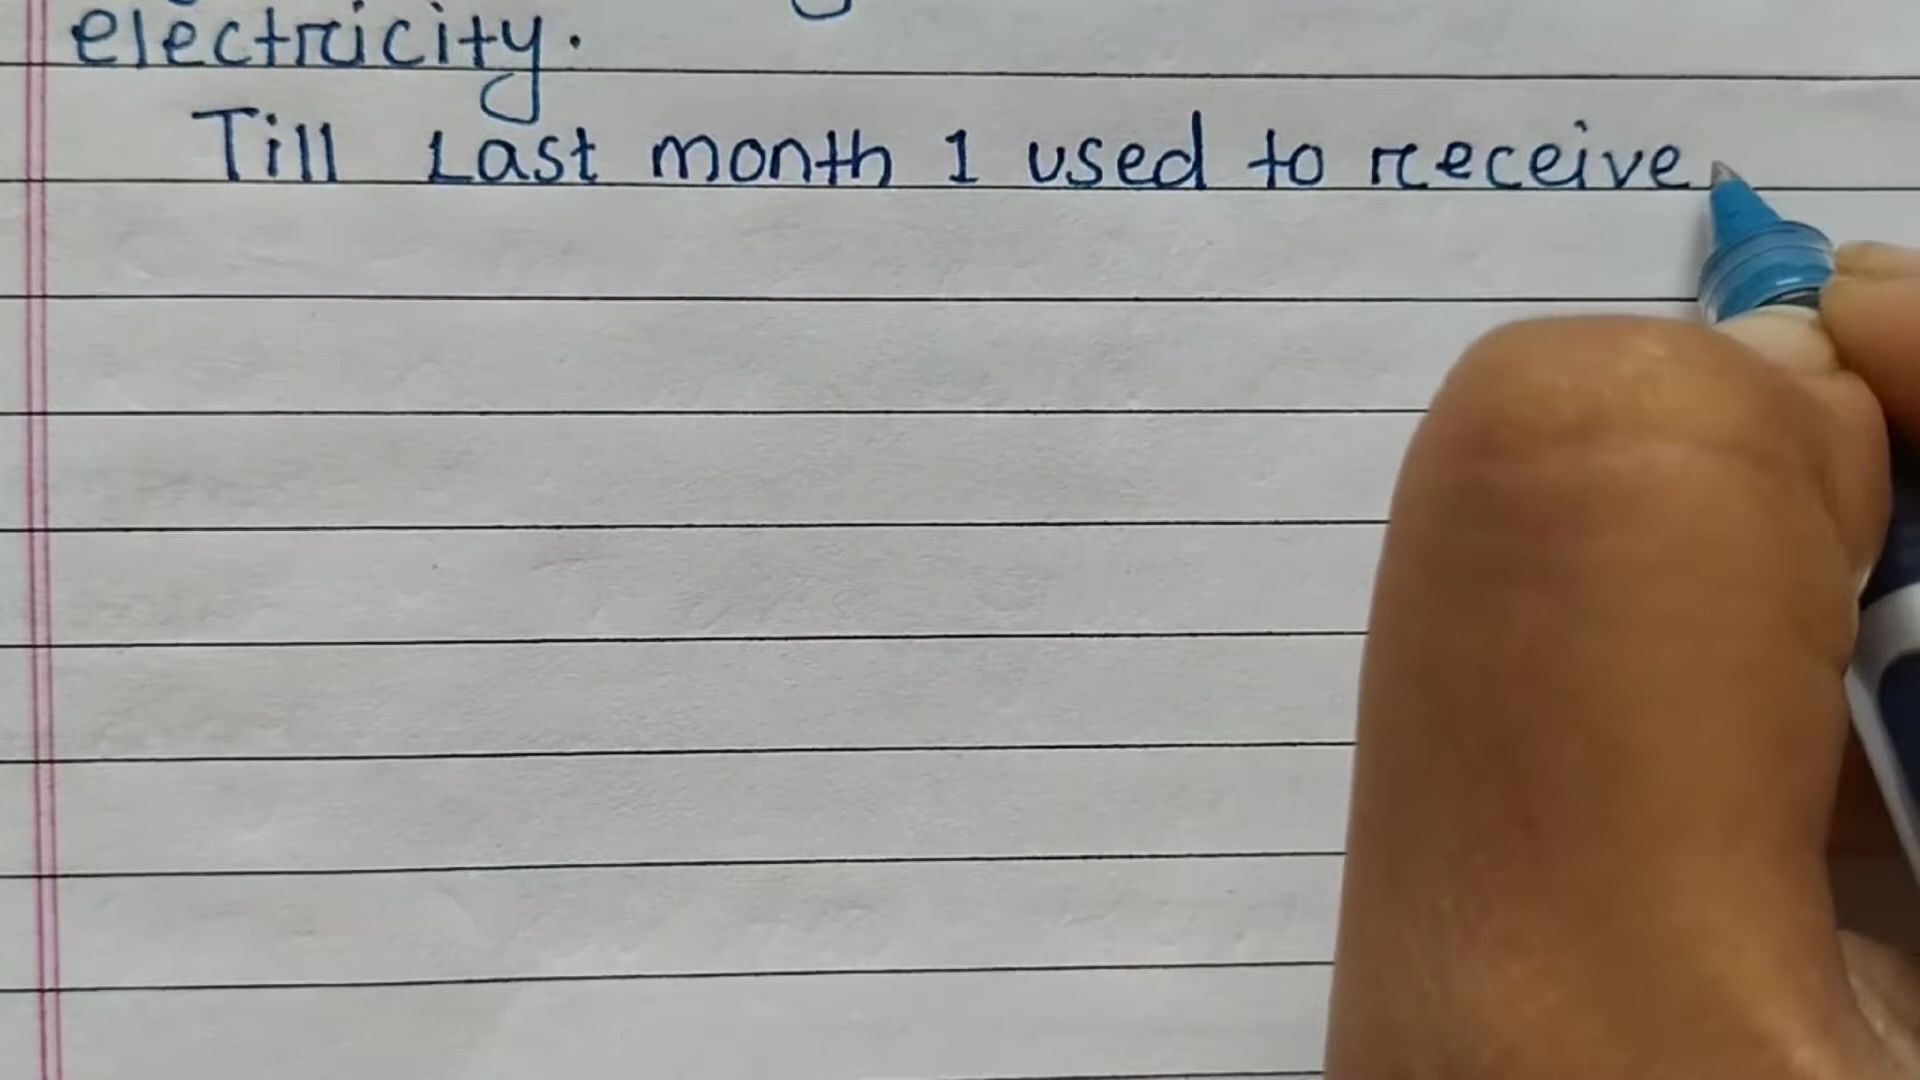 electricity.
Till Last month I used to receive